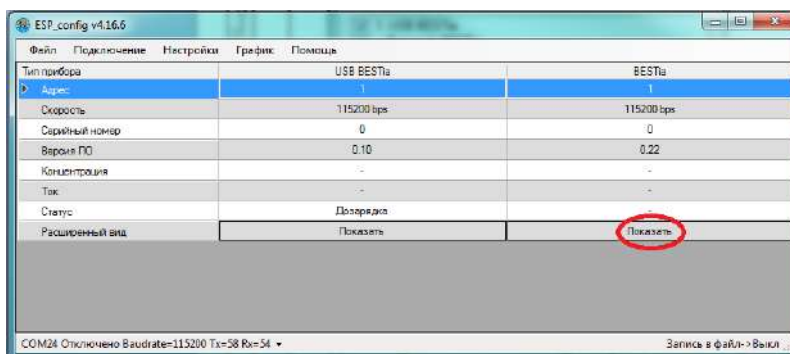 ESP_config v4.16.6
Файл Подключение Настройки График Помощь
Тип прибора USB BESTia BESTia
Адрес 1 1
Скорость 115200 bps 115200 bps
Серийный номер 0 0
Версия ПО 0.10 0.22
Концентрация - -
Ток - -
Статус Дозарядка -
Расширенный вид Показать Показать
COM24 Отключено Baudrate=115200 Tx=58 Rx=54 Запись в файл->Выкл